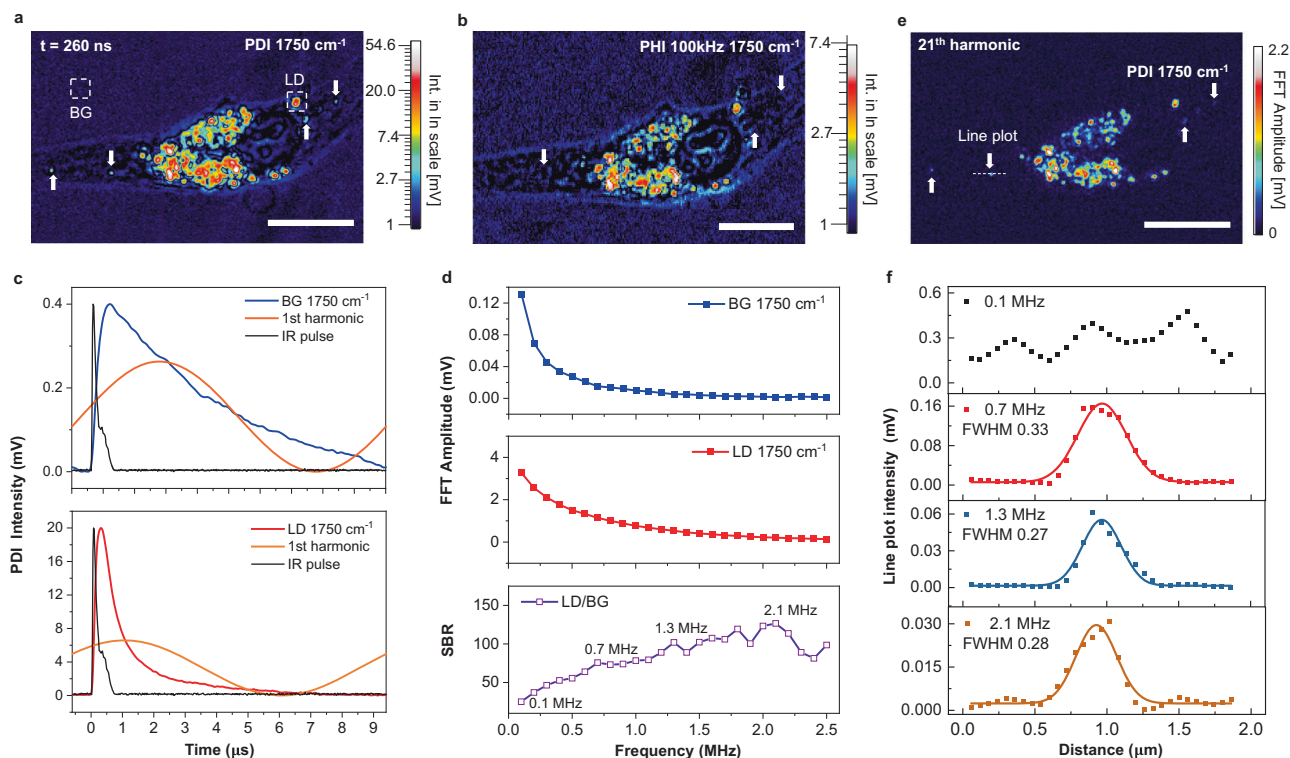 a
t = 260 ns
PDI 1750 cm⁻¹
BG
LD
54.6
20.0
7.4
2.7
1
Int. in ln scale [mV]
b
PHI 100kHz 1750 cm⁻¹
7.4
2.7
1
Int. in ln scale [mV]
e
21th harmonic
PDI 1750 cm⁻¹
Line plot
2.2
0
FFT Amplitude [mV]
c
BG 1750 cm⁻¹
1st harmonic
IR pulse
0.4
0.2
0.0
LD 1750 cm⁻¹
1st harmonic
IR pulse
20
16
12
8
4
0
PDI Intensity (mV)
0 1 2 3 4 5 6 7 8 9
Time (µs)
d
BG 1750 cm⁻¹
0.12
0.08
0.04
0.00
LD 1750 cm⁻¹
4
2
0
FFT Amplitude (mV)
LD/BG
150
100
50
0
SBR
0.1 MHz
0.7 MHz
1.3 MHz
2.1 MHz
0.0 0.5 1.0 1.5 2.0 2.5
Frequency (MHz)
f
0.6
0.3
0.0
0.1 MHz
0.16
0.08
0.00
0.7 MHz
FWHM 0.33
0.06
0.03
0.00
1.3 MHz
FWHM 0.27
0.030
0.015
0.000
2.1 MHz
FWHM 0.28
Line plot intensity (mV)
0.0 0.5 1.0 1.5 2.0
Distance (µm)